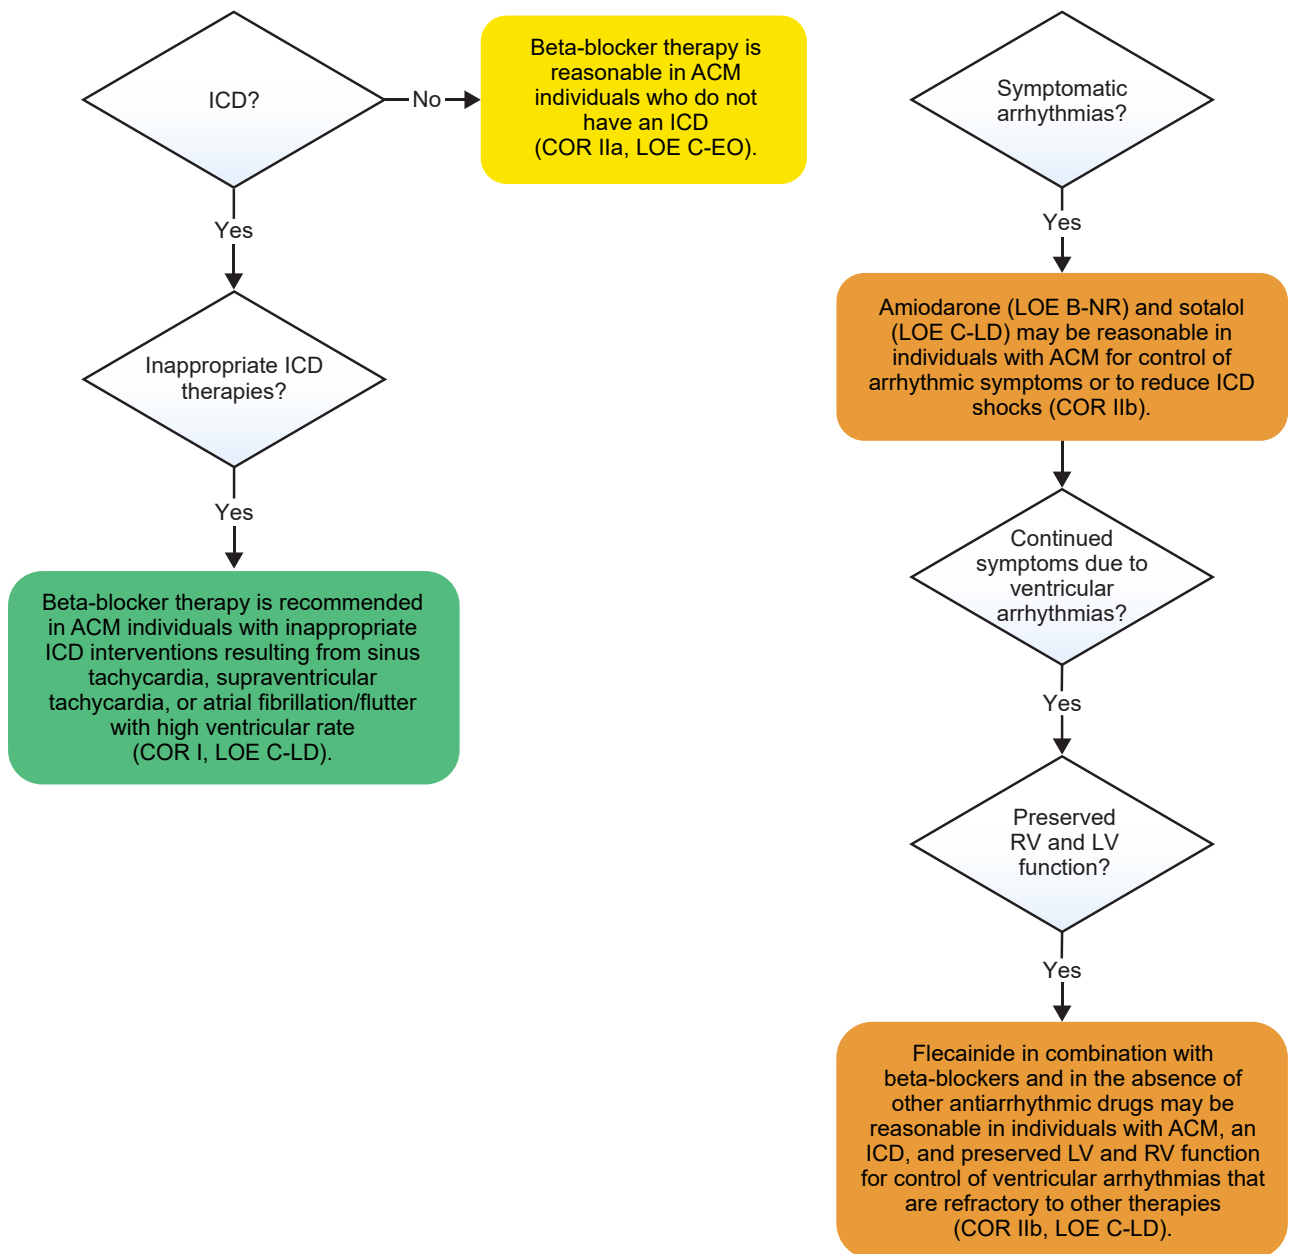 ICD?
No
Beta-blocker therapy is
reasonable in ACM
individuals who do not
have an ICD
(COR IIa, LOE C-EO).
Yes
Inappropriate ICD
therapies?
Yes
Beta-blocker therapy is recommended
in ACM individuals with inappropriate
ICD interventions resulting from sinus
tachycardia, supraventricular
tachycardia, or atrial fibrillation/flutter
with high ventricular rate
(COR I, LOE C-LD).
Symptomatic
arrhythmias?
Yes
Amiodarone (LOE B-NR) and sotalol
(LOE C-LD) may be reasonable in
individuals with ACM for control of
arrhythmic symptoms or to reduce ICD
shocks (COR IIb).
Continued
symptoms due to
ventricular
arrhythmias?
Yes
Preserved
RV and LV
function?
Yes
Flecainide in combination with
beta-blockers and in the absence of
other antiarrhythmic drugs may be
reasonable in individuals with ACM, an
ICD, and preserved LV and RV function
for control of ventricular arrhythmias that
are refractory to other therapies
(COR IIb, LOE C-LD).